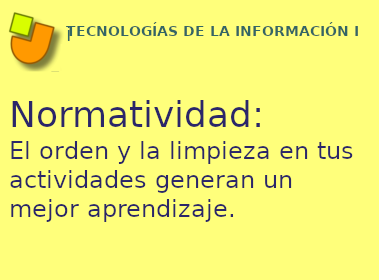 TECNOLOGÍAS DE LA INFORMACIÓN I
Normatividad:
El orden y la limpieza en tus
actividades generan un
mejor aprendizaje.